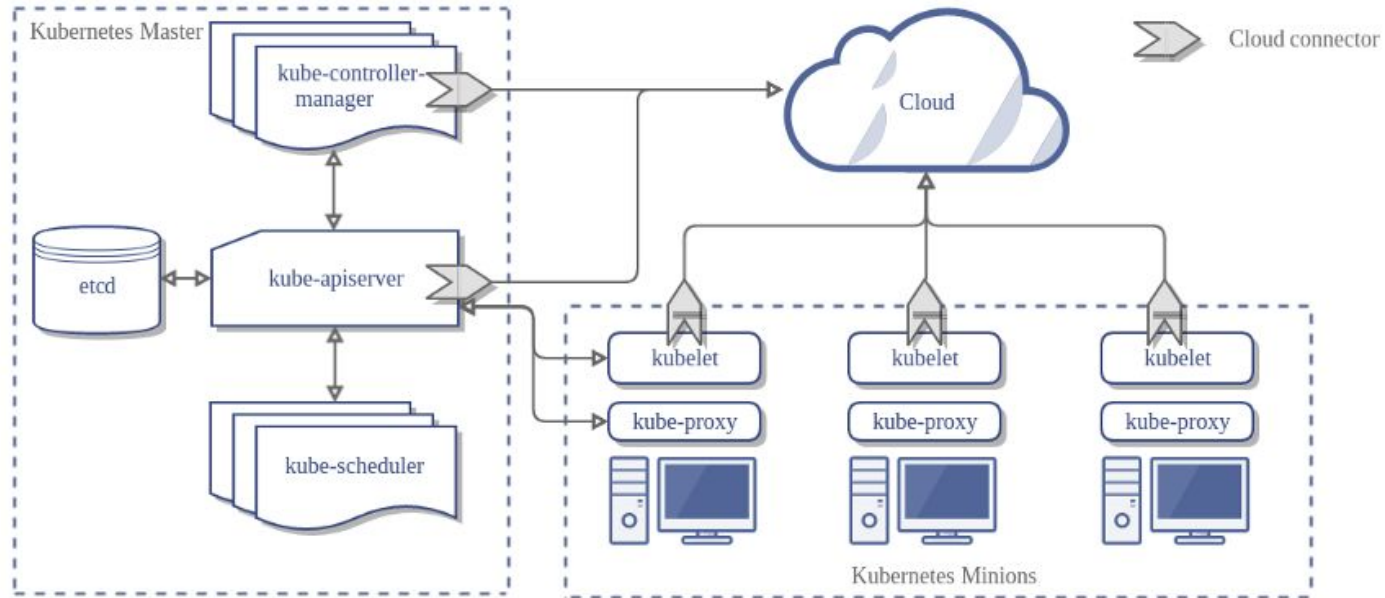 Kubernetes Master
kube-controller-
manager
Cloud
Cloud connector
etcd
kube-apiserver
kube-scheduler
kubelet
kubelet
kubelet
kube-proxy
kube-proxy
kube-proxy
Kubernetes Minions